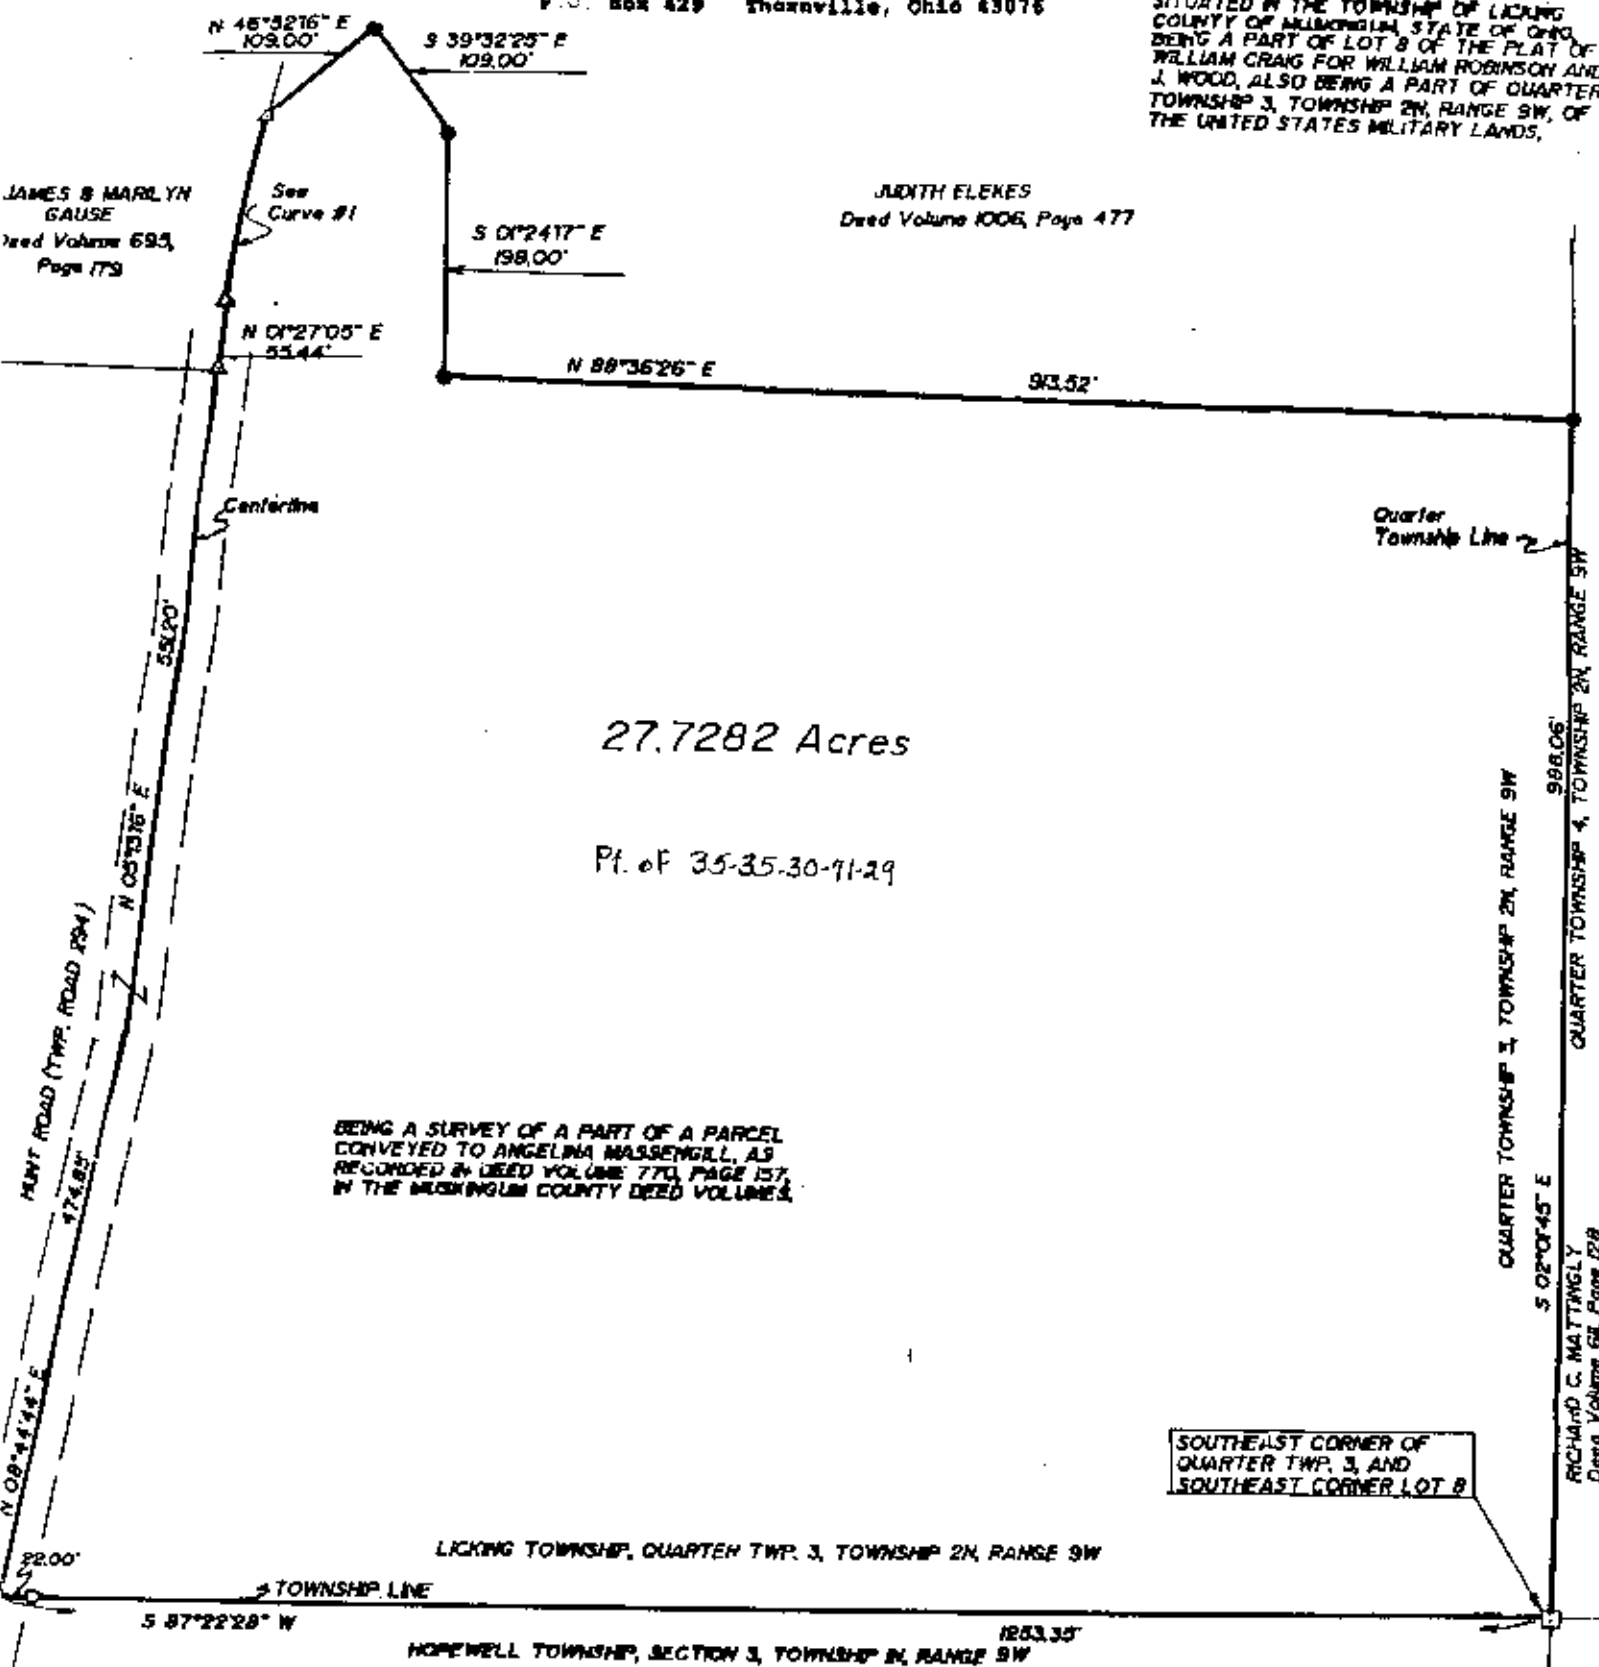 P.O. Box 429 Thornville, Ohio 43076
SITUATED IN THE TOWNSHIP OF LICKING
COUNTY OF MUSKINGUM, STATE OF OHIO,
BEING A PART OF LOT 8 OF THE PLAT OF
WILLIAM CRAIG FOR WILLIAM ROBINSON AND
J. WOOD, ALSO BEING A PART OF QUARTER
TOWNSHIP 3, TOWNSHIP 2N, RANGE 9W, OF
THE UNITED STATES MILITARY LANDS,
N 46°52'16" E
109.00'
S 39°32'25" E
109.00'
JAMES & MARILYN
GAUSE
Deed Volume 695,
Page 179
See
Curve #1
JUDITH ELEKES
Deed Volume 1006, Page 477
S 01°24'17" E
198.00'
N 01°27'05" E
55.44'
N 88°36'26" E
913.52'
Centerline
Quarter
Township Line
551.20'
N 05°13'16" E
27.7282 Acres
Pt. of 35-35-30-91-29
HUNT ROAD (TWP. ROAD 294)
474.85'
N 08°44'44" E
BEING A SURVEY OF A PART OF A PARCEL
CONVEYED TO ANGELINA MASSENGILL, AS
RECORDED IN DEED VOLUME 770, PAGE 157,
IN THE MUSKINGUM COUNTY DEED VOLUMES.
QUARTER TOWNSHIP 3, TOWNSHIP 2N, RANGE 9W
998.06'
S 02°01'45" E
QUARTER TOWNSHIP 4, TOWNSHIP 2N, RANGE 9W
RICHARD C. MATTINGLY
Deed Volume 611, Page 128
SOUTHEAST CORNER OF
QUARTER TWP. 3, AND
SOUTHEAST CORNER LOT 8
LICKING TOWNSHIP, QUARTER TWP. 3, TOWNSHIP 2N, RANGE 9W
22.00'
TOWNSHIP LINE
S 87°22'28" W
1253.35'
HOPEWELL TOWNSHIP, SECTION 3, TOWNSHIP 1N, RANGE 9W